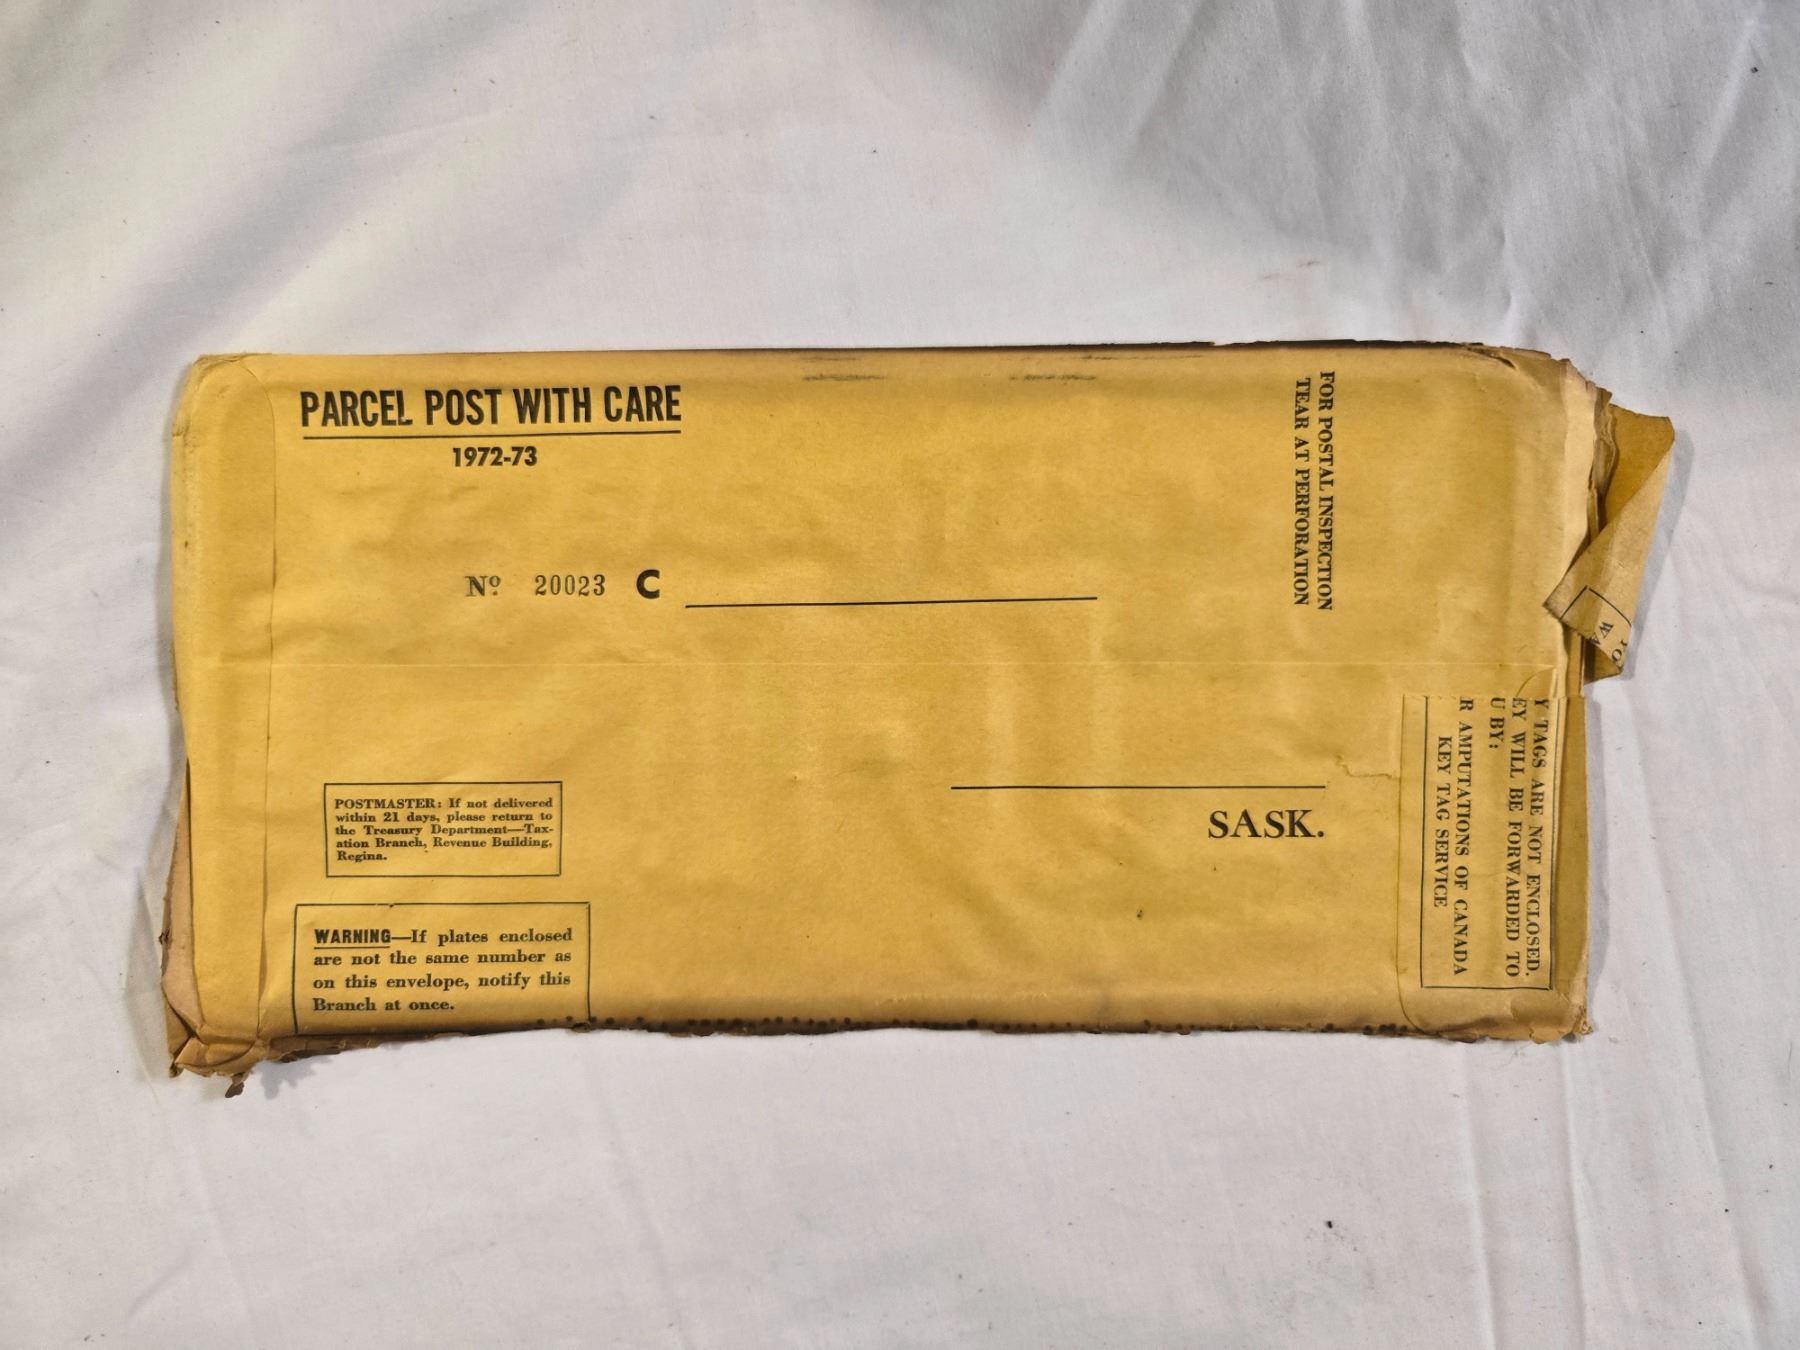 PARCEL POST WITH CARE
1972-73
FOR POSTAL INSPECTION
TEAR AT PERFORATION
Nº 20023 C
SASK.
POSTMASTER: If not delivered
within 21 days, please return to
the Treasury Department—Tax-
ation Branch, Revenue Building,
Regina.
WARNING—If plates enclosed
are not the same number as
on this envelope, notify this
Branch at once.
Y TAGS ARE NOT ENCLOSED.
EY WILL BE FORWARDED TO
U BY:
R AMPUTATIONS OF CANADA
KEY TAG SERVICE